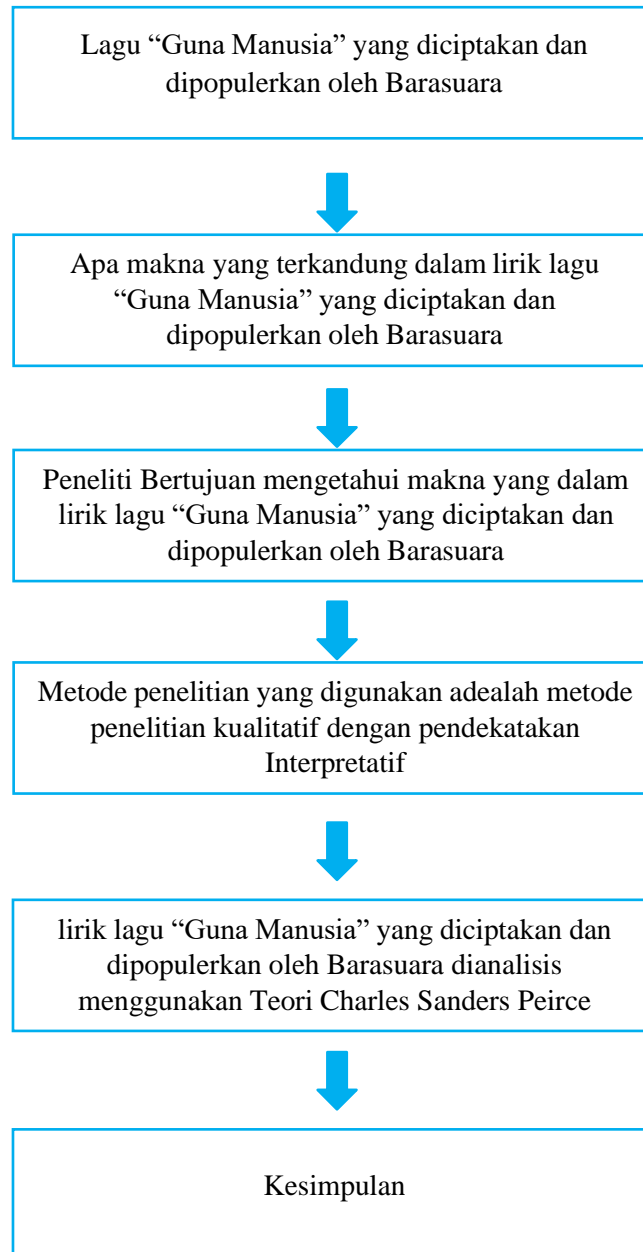 Lagu “Guna Manusia” yang diciptakan dan
dipopulerkan oleh Barasuara
Apa makna yang terkandung dalam lirik lagu
“Guna Manusia” yang diciptakan dan
dipopulerkan oleh Barasuara
Peneliti Bertujuan mengetahui makna yang dalam
lirik lagu “Guna Manusia” yang diciptakan dan
dipopulerkan oleh Barasuara
Metode penelitian yang digunakan adealah metode
penelitian kualitatif dengan pendekatakan
Interpretatif
lirik lagu “Guna Manusia” yang diciptakan dan
dipopulerkan oleh Barasuara dianalisis
menggunakan Teori Charles Sanders Peirce
Kesimpulan